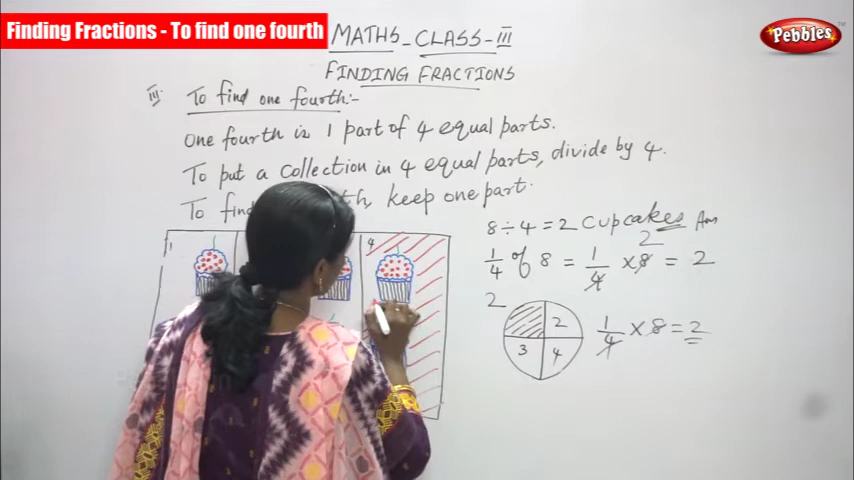 Finding Fractions - To find one fourth
MATHS_CLASS-III
Pebbles
FINDING FRACTIONS
iii. To find one fourth:-
One fourth is 1 part of 4 equal parts.
To put a collection in 4 equal parts, divide by 4.
To find th, keep one part.
8÷4=2 Cupcakes Ans
1/4 of 8 = 1/4 ×8 = 2
2
1
4
2
2
3
4
1/4 ×8=2